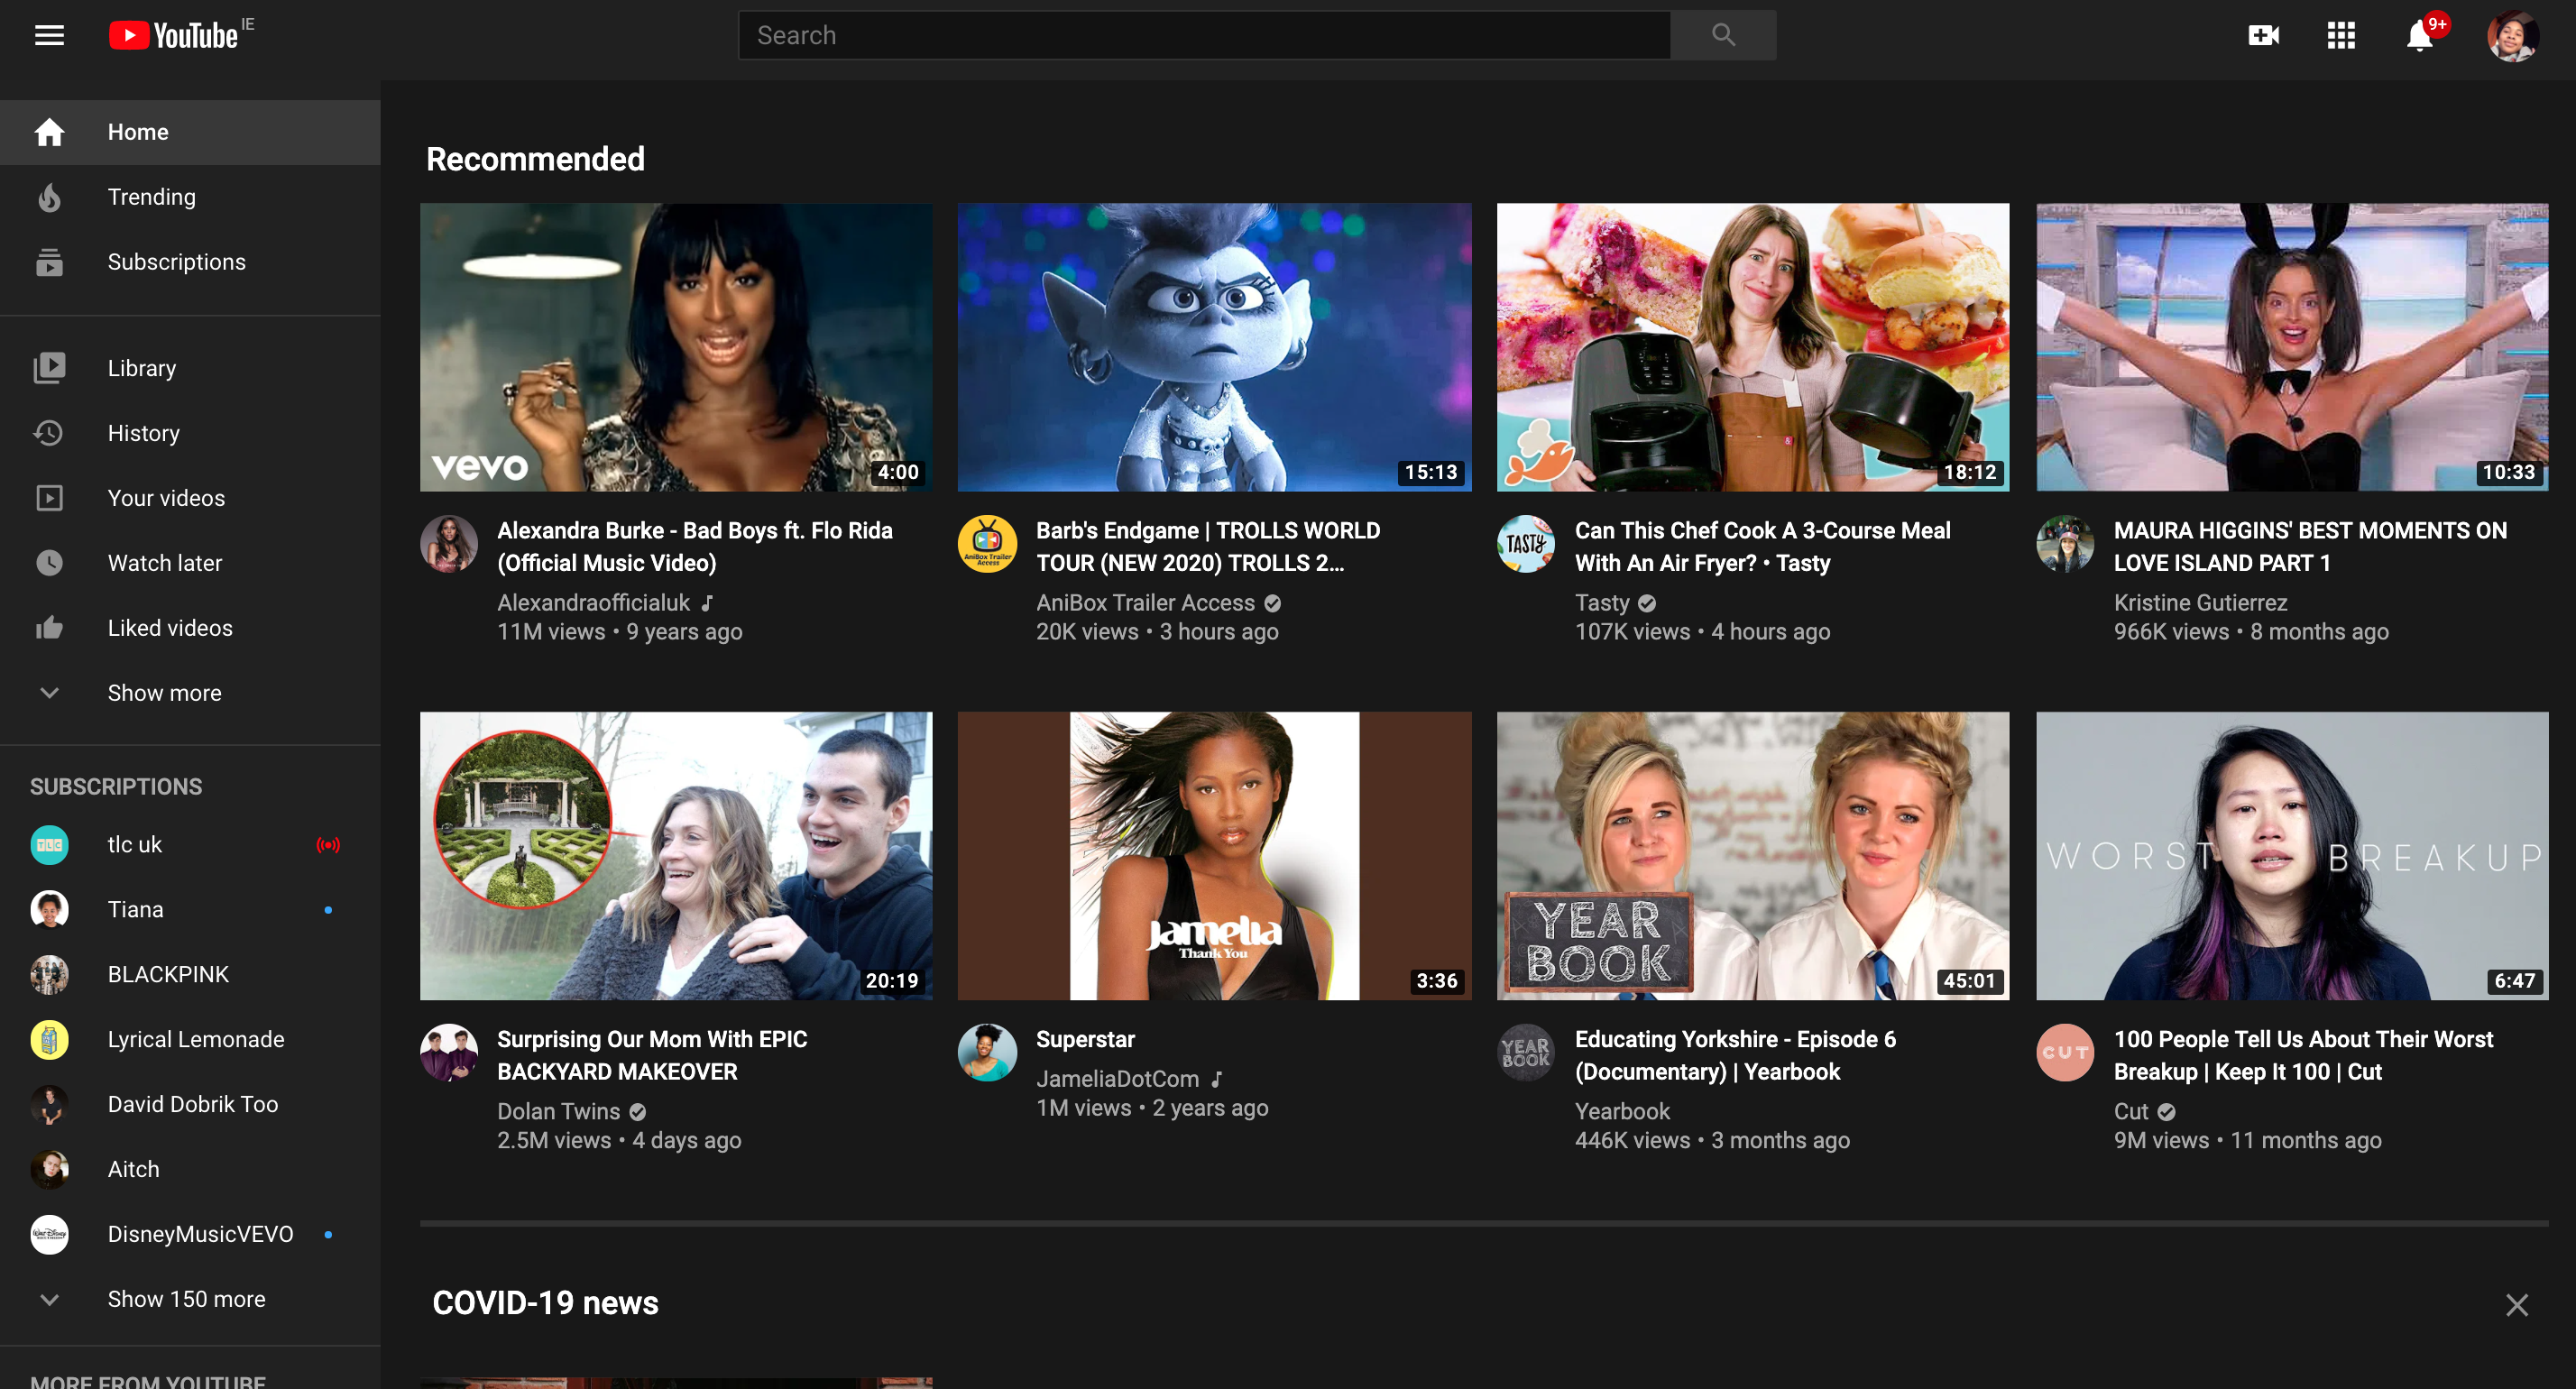 YouTube IE
Search
9+
Home
Trending
Subscriptions
Library
History
Your videos
Watch later
Liked videos
Show more
SUBSCRIPTIONS
TLC
tlc uk
Tiana
BLACKPINK
Lyrical Lemonade
David Dobrik Too
Aitch
DisneyMusicVEVO
Show 150 more
MORE FROM YOUTUBE
Recommended
vevo
4:00
Alexandra Burke - Bad Boys ft. Flo Rida
(Official Music Video)
Alexandraofficialuk
11M views • 9 years ago
15:13
AniBox Trailer
Access
Barb's Endgame | TROLLS WORLD
TOUR (NEW 2020) TROLLS 2...
AniBox Trailer Access
20K views • 3 hours ago
18:12
TASTY
Can This Chef Cook A 3-Course Meal
With An Air Fryer? • Tasty
Tasty
107K views • 4 hours ago
10:33
MAURA HIGGINS' BEST MOMENTS ON
LOVE ISLAND PART 1
Kristine Gutierrez
966K views • 8 months ago
20:19
Surprising Our Mom With EPIC
BACKYARD MAKEOVER
Dolan Twins
2.5M views • 4 days ago
Jamelia
Thank You
3:36
Superstar
JameliaDotCom
1M views • 2 years ago
YEAR
BOOK
45:01
YEAR
BOOK
Educating Yorkshire - Episode 6
(Documentary) | Yearbook
Yearbook
446K views • 3 months ago
WORST BREAKUP
6:47
CUT
100 People Tell Us About Their Worst
Breakup | Keep It 100 | Cut
Cut
9M views • 11 months ago
COVID-19 news